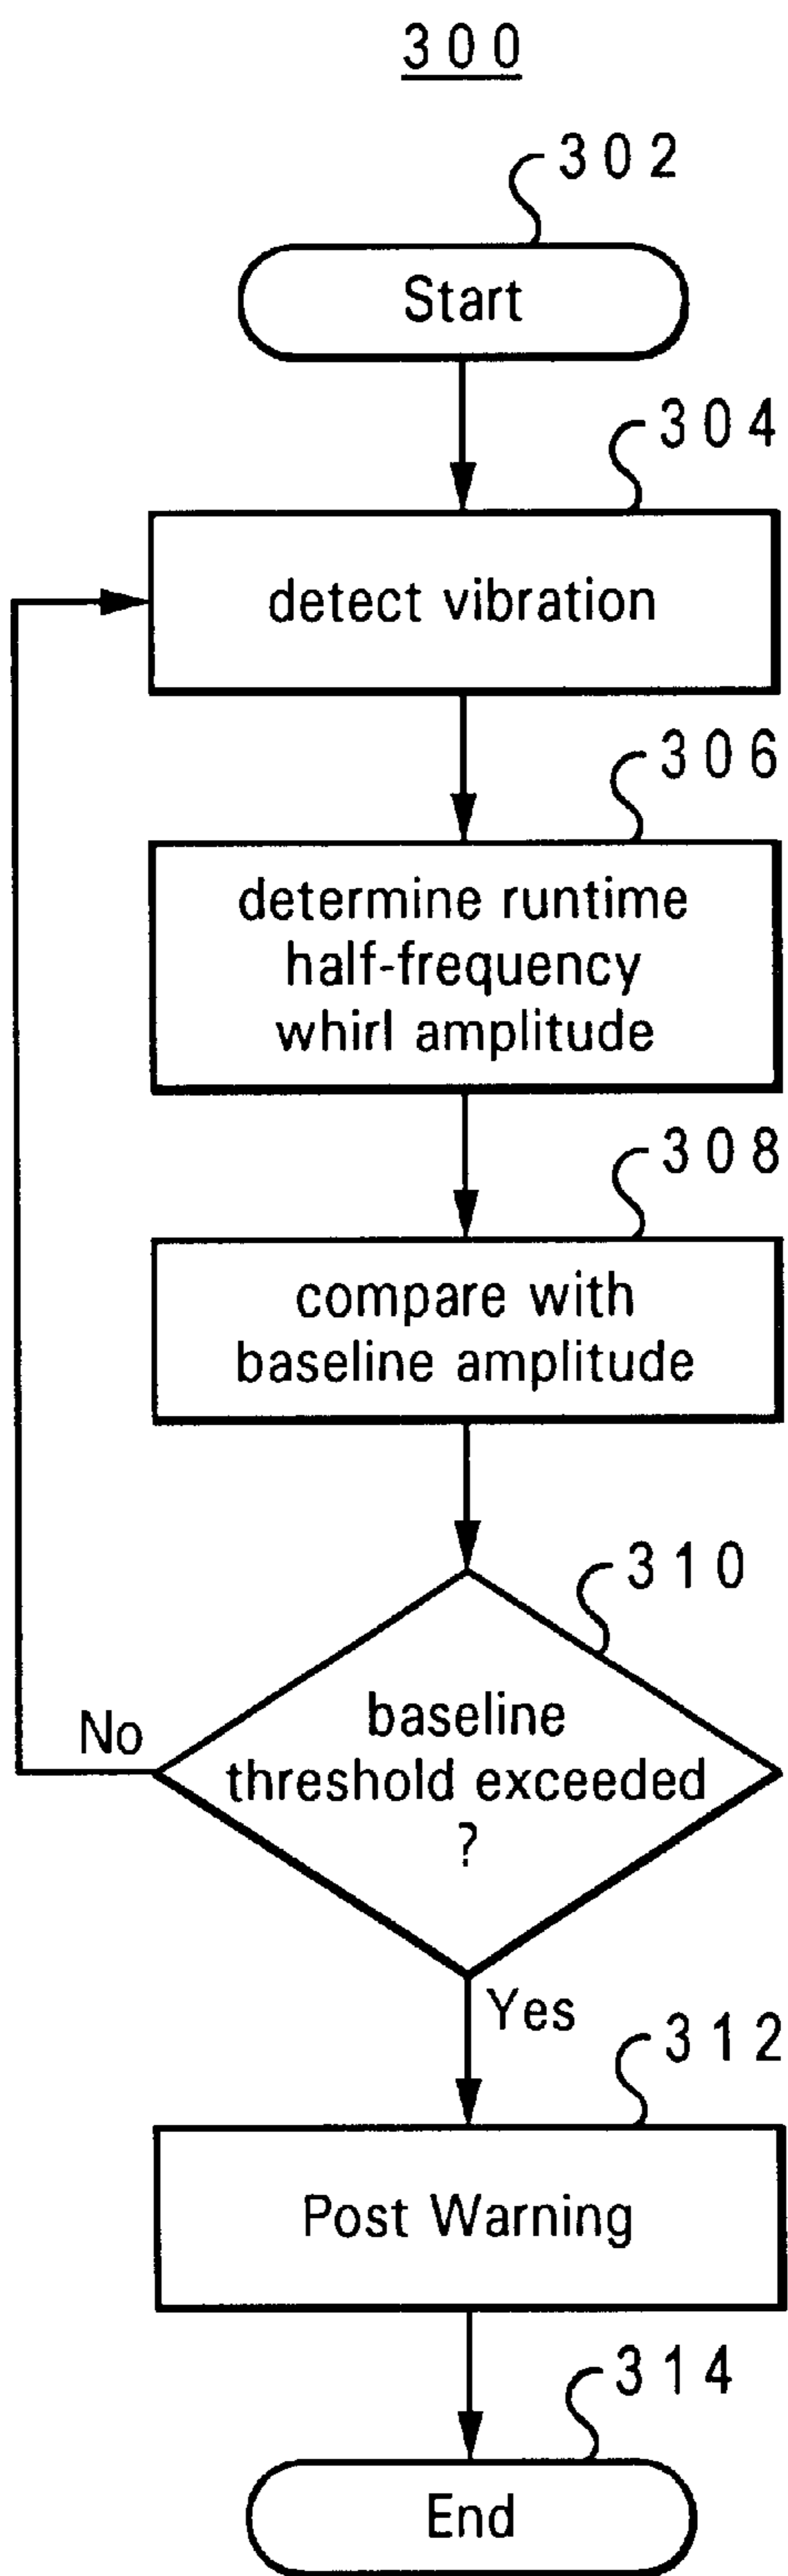 300
302
Start
304
detect vibration
306
determine runtime
half-frequency
whirl amplitude
308
compare with
baseline amplitude
310
baseline
threshold exceeded
?
No
Yes
312
Post Warning
314
End